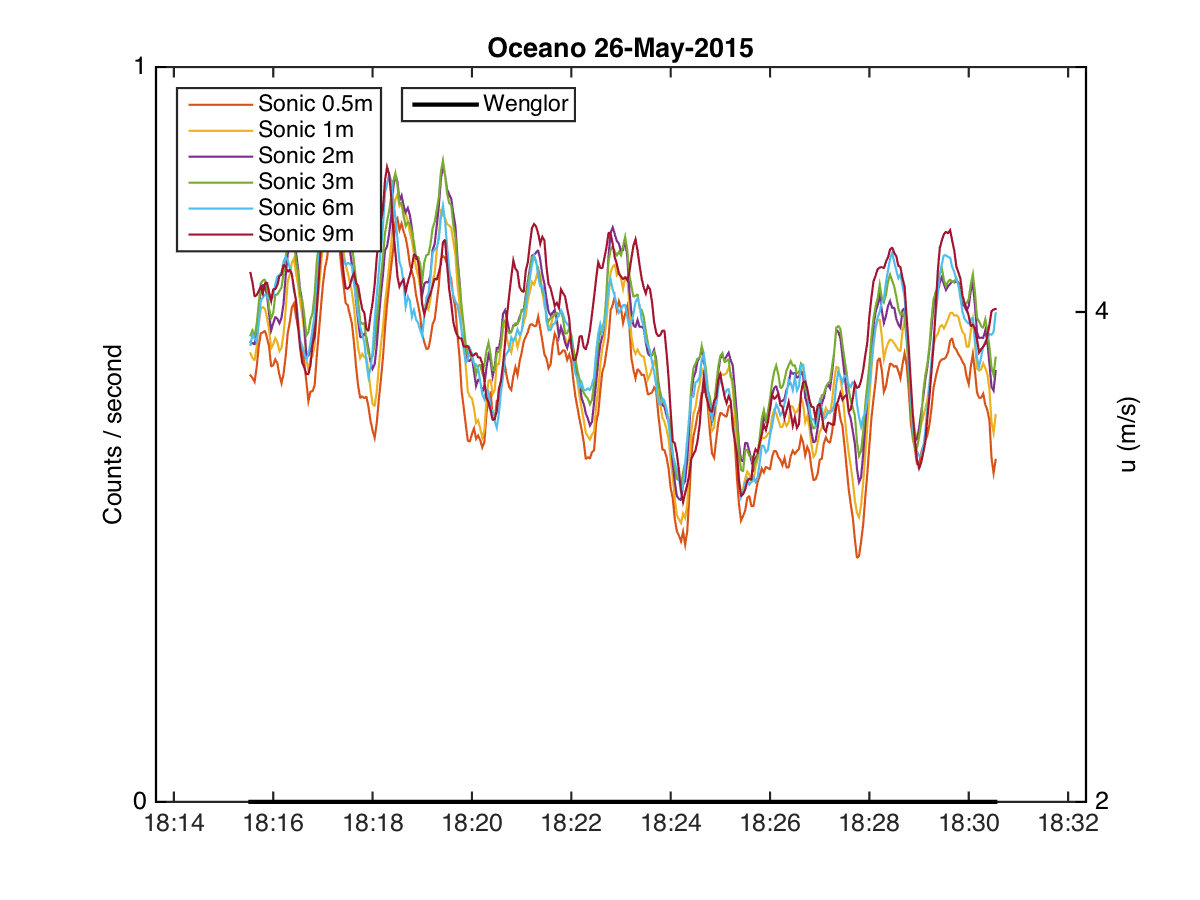 Oceano 26-May-2015
1
Sonic 0.5m
Sonic 1m
Sonic 2m
Sonic 3m
Sonic 6m
Sonic 9m
Wenglor
Counts / second
4
u (m/s)
0
2
18:14 18:16 18:18 18:20 18:22 18:24 18:26 18:28 18:30 18:32